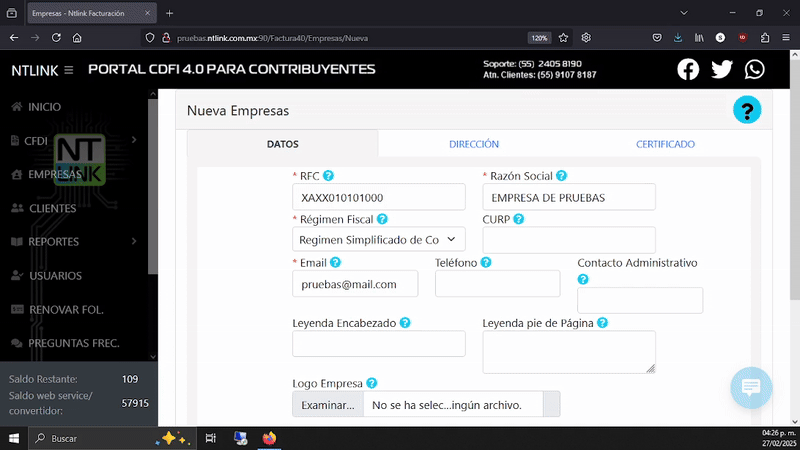 Empresas - Ntlink Facturación
pruebas.ntlink.com.mx:90/Factura40/Empresas/Nueva
120%
NTLINK
PORTAL CDFI 4.0 PARA CONTRIBUYENTES
Soporte: (55) 2405 8190
Atn. Clientes: (55) 9107 8187
INICIO
CFDI
EMPRESAS
CLIENTES
REPORTES
USUARIOS
RENOVAR FOL.
PREGUNTAS FREC.
NT
LINK
Saldo Restante: 109
Saldo web service/
convertidor: 57915
Nueva Empresas
?
DATOS
DIRECCIÓN
CERTIFICADO
* RFC ?
* Razón Social ?
XAXX010101000
EMPRESA DE PRUEBAS
* Régimen Fiscal ?
CURP ?
Regimen Simplificado de Co
* Email ?
Teléfono ?
Contacto Administrativo
?
pruebas@mail.com
Leyenda Encabezado ?
Leyenda pie de Página ?
Logo Empresa ?
Examinar...
No se ha selec...ingún archivo.
Buscar
04:26 p. m.
27/02/2025